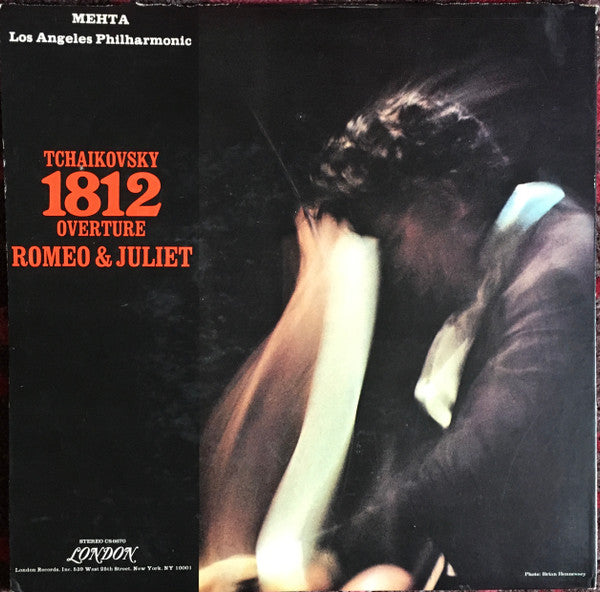 MEHTA
Los Angeles Philharmonic
TCHAIKOVSKY
1812
OVERTURE
ROMEO & JULIET
STEREO CS 6670
LONDON
London Records, Inc. 539 West 25th Street, New York, NY 10001
Photo: Brian Hennessey